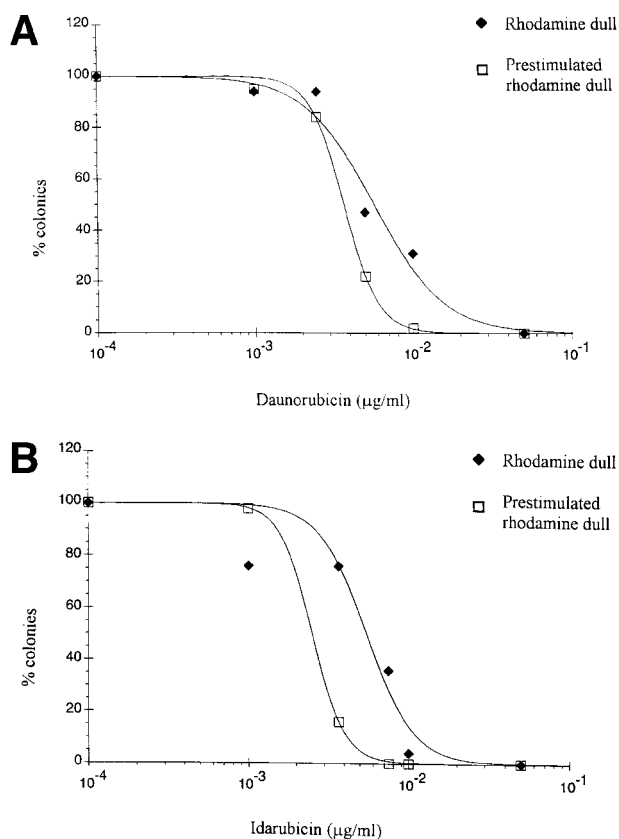 A
120
100
80
60
40
20
0
% colonics
10-4
10-3
10-2
10-1
Daunorubicin (µg/ml)
Rhodamine dull
Prestimulated
rhodamine dull
B
120
100
80
60
40
20
0
% colonies
10-4
10-3
10-2
10-1
Idarubicin (µg/ml)
Rhodamine dull
Prestimulated
rhodamine dull